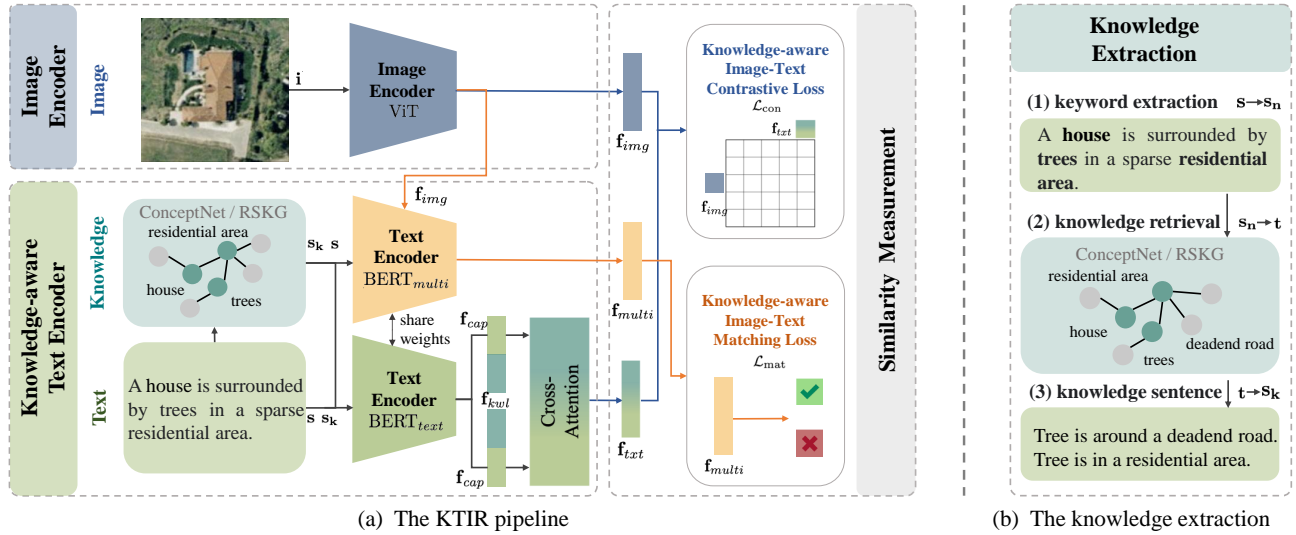 Image
Encoder
Image
i
Image
Encoder
ViT
f_img
f_img
Knowledge-aware
Text Encoder
Knowledge
Text
ConceptNet / RSKG
residential area
house
trees
s_k s
Text
Encoder
BERT_multi
share
weights
A house is surrounded
by trees in a sparse
residential area.
s s_k
Text
Encoder
BERT_text
f_cap
f_kwl
f_cap
Cross-
Attention
f_multi
f_txt
Knowledge-aware
Image-Text
Contrastive Loss
L_con
f_txt
f_img
Knowledge-aware
Image-Text
Matching Loss
L_mat
f_multi
Similarity Measurement
(a) The KTIR pipeline
Knowledge
Extraction
(1) keyword extraction s→s_n
A house is surrounded by
trees in a sparse residential
area.
(2) knowledge retrieval s_n→t
ConceptNet / RSKG
residential area
house
trees
deadend road
(3) knowledge sentence t→s_k
Tree is around a deadend road.
Tree is in a residential area.
(b) The knowledge extraction